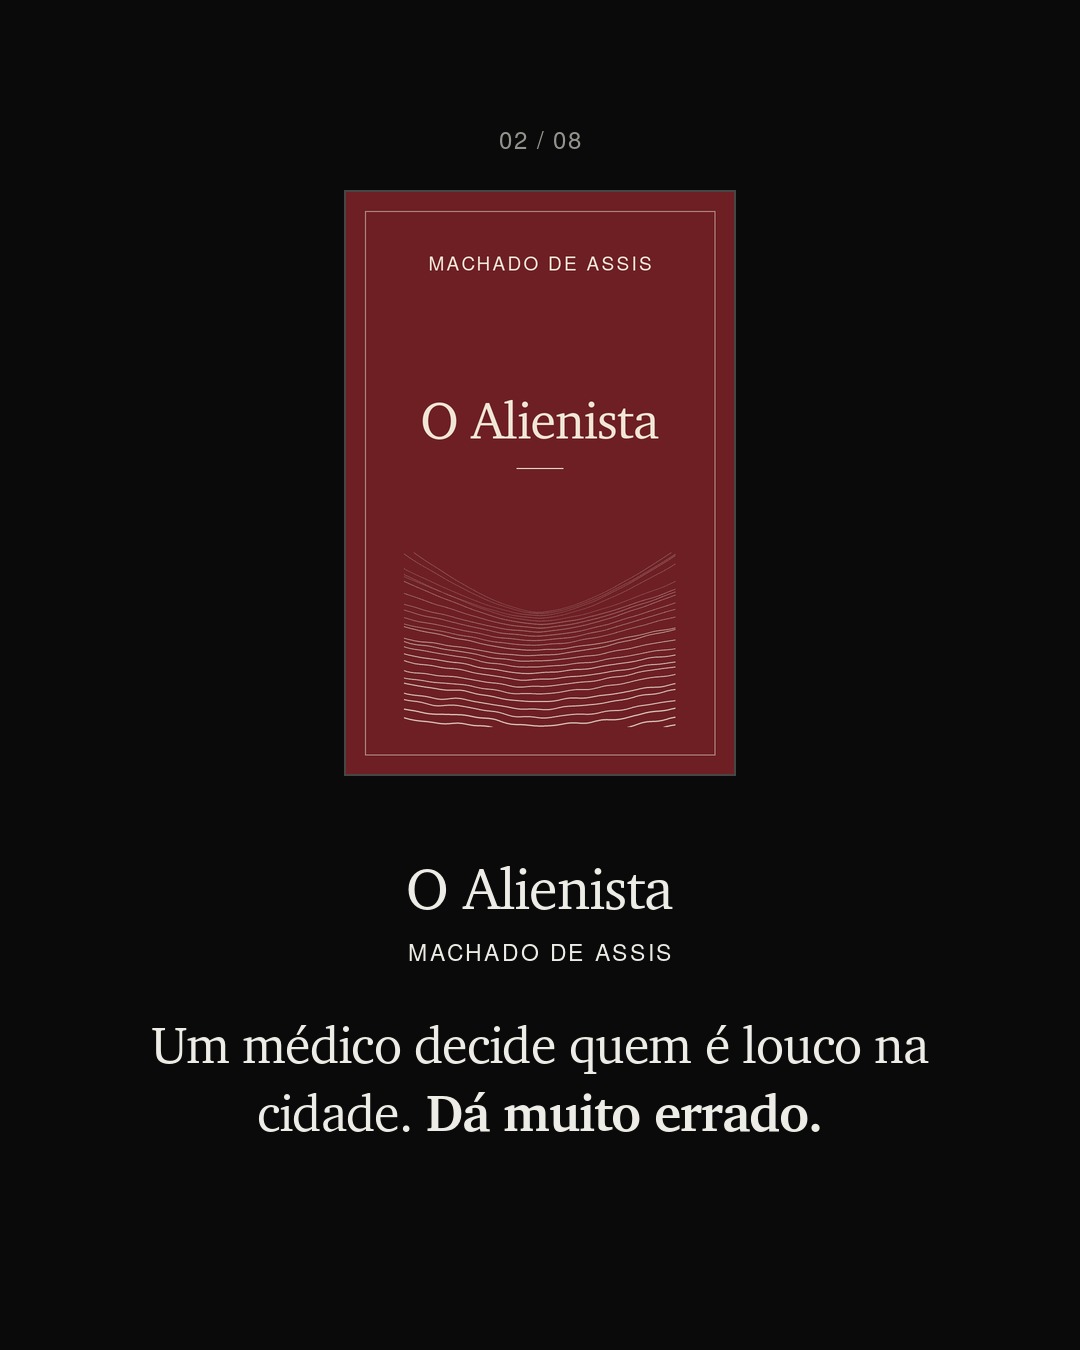 02 / 08
MACHADO DE ASSIS
O Alienista
O Alienista
MACHADO DE ASSIS
Um médico decide quem é louco na
cidade. Dá muito errado.